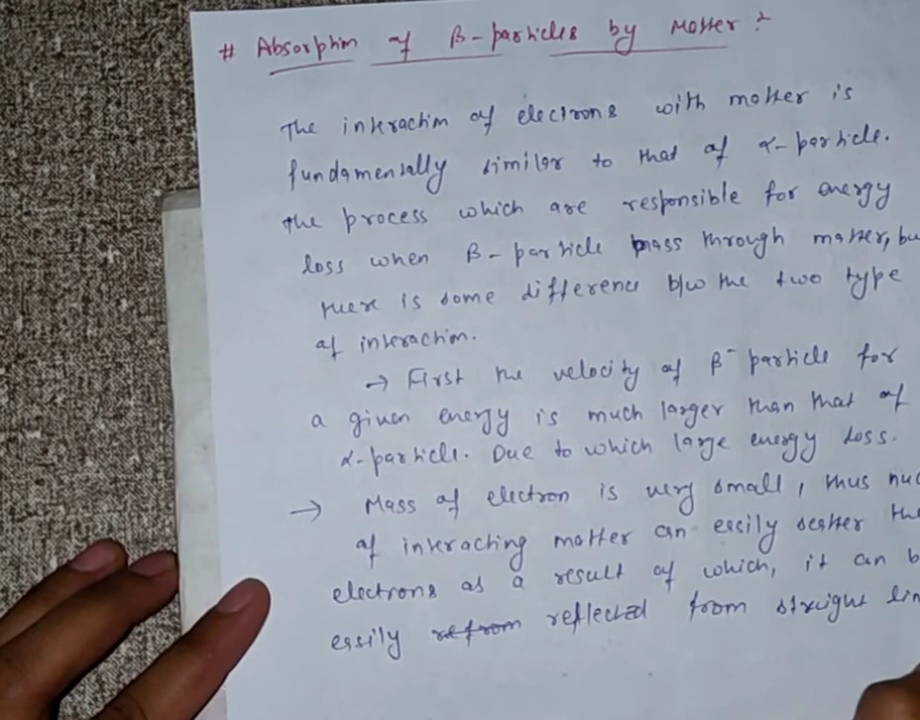 # Absorption of β-particles by Matter?
The interaction of electrons with matter is
fundamentally similar to that of α-particle.
the process which are responsible for energy
loss when β-particle pass through matter, bu
there is some difference b/w the two type
of interaction.
→ First the velocity of β⁻ particle for
a given energy is much larger than that of
α-particle. Due to which large energy loss.
→ Mass of electron is very small, thus nuc
of interacting matter can easily scatter the
electrons as a result of which, it can b
easily reflected from straight lin